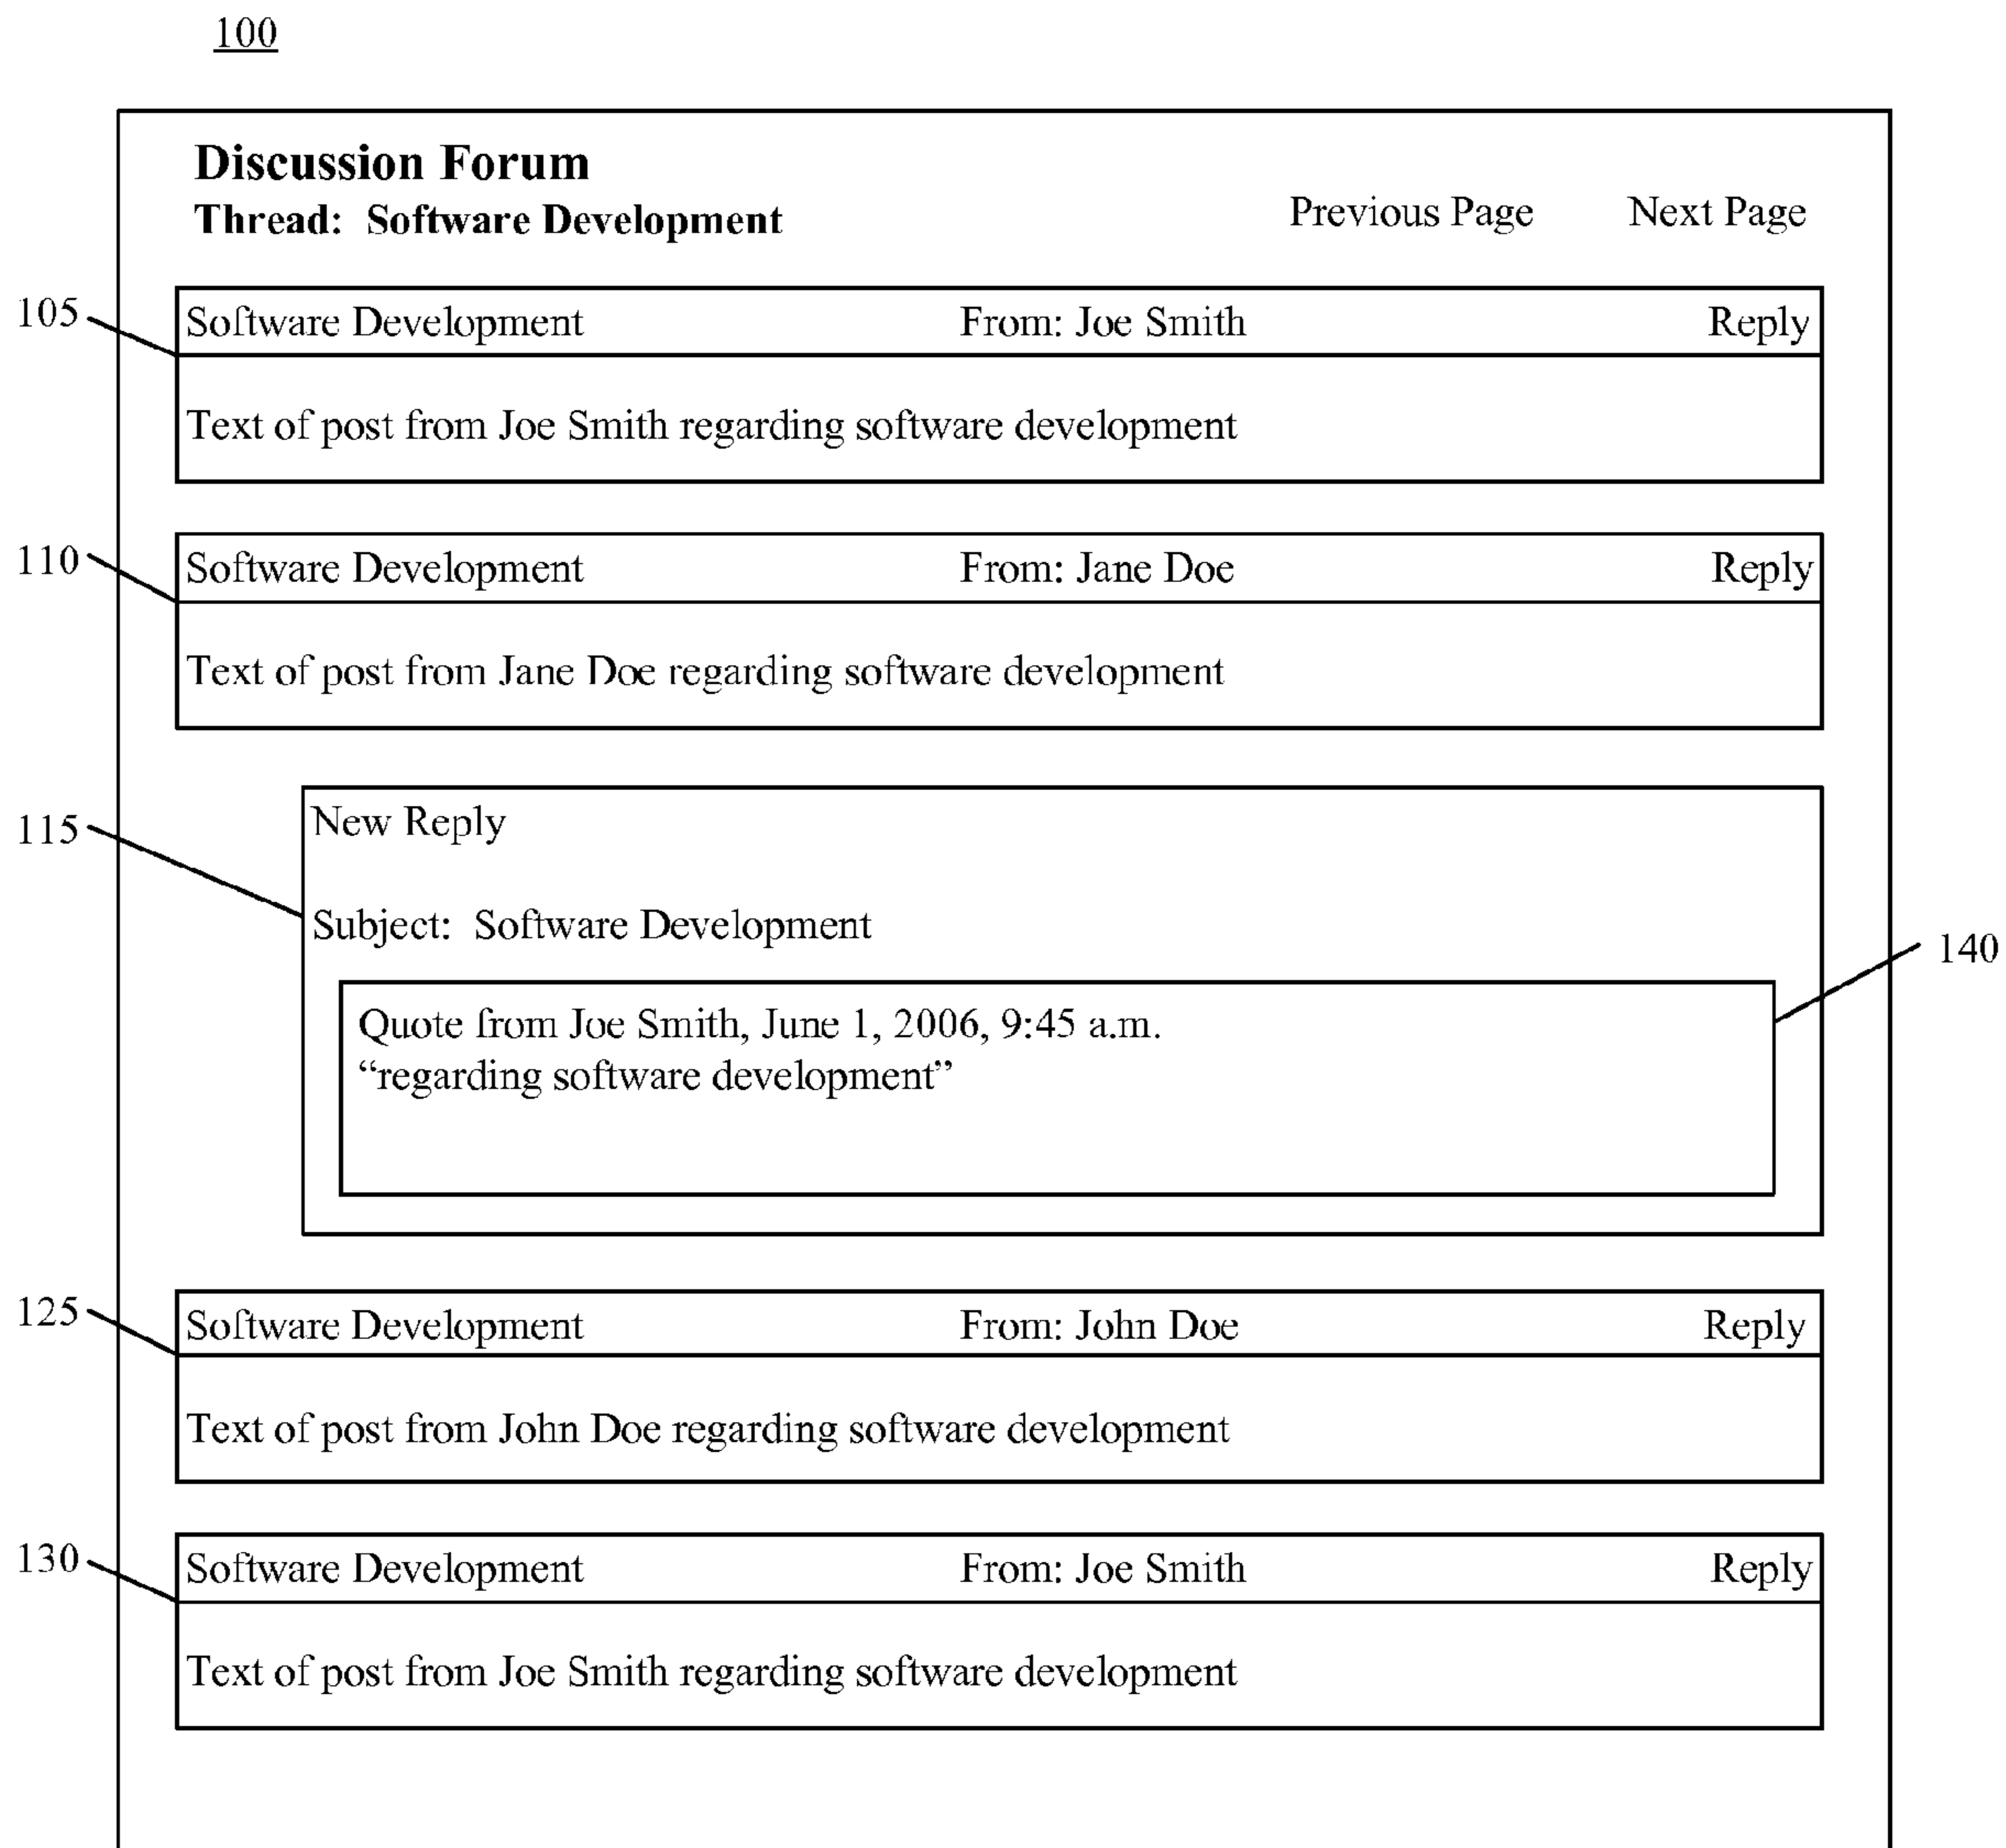 100
Discussion Forum
Thread: Software Development
Previous Page Next Page
105
Software Development From: Joe Smith Reply
Text of post from Joe Smith regarding software development
110
Software Development From: Jane Doe Reply
Text of post from Jane Doe regarding software development
115
New Reply
Subject: Software Development
140
Quote from Joe Smith, June 1, 2006, 9:45 a.m.
“regarding software development”
125
Software Development From: John Doe Reply
Text of post from John Doe regarding software development
130
Software Development From: Joe Smith Reply
Text of post from Joe Smith regarding software development